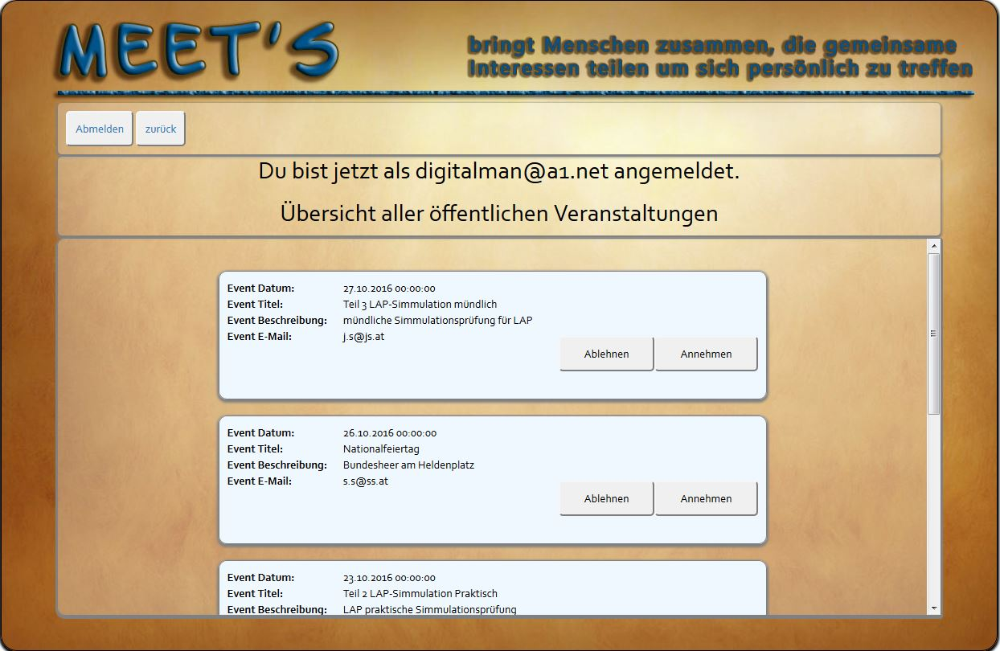 MEET'S
bringt Menschen zusammen, die gemeinsame
Interessen teilen um sich persönlich zu treffen
Abmelden zurück
Du bist jetzt als digitalman@a1.net angemeldet.
Übersicht aller öffentlichen Veranstaltungen
Event Datum: 27.10.2016 00:00:00
Event Titel: Teil 3 LAP-Simmulation mündlich
Event Beschreibung: mündliche Simmulationsprüfung für LAP
Event E-Mail: j.s@js.at
Ablehnen Annehmen
Event Datum: 26.10.2016 00:00:00
Event Titel: Nationalfeiertag
Event Beschreibung: Bundesheer am Heldenplatz
Event E-Mail: s.s@ss.at
Ablehnen Annehmen
Event Datum: 23.10.2016 00:00:00
Event Titel: Teil 2 LAP-Simmulation Praktisch
Event Beschreibung: LAP praktische Simmulationsprüfung